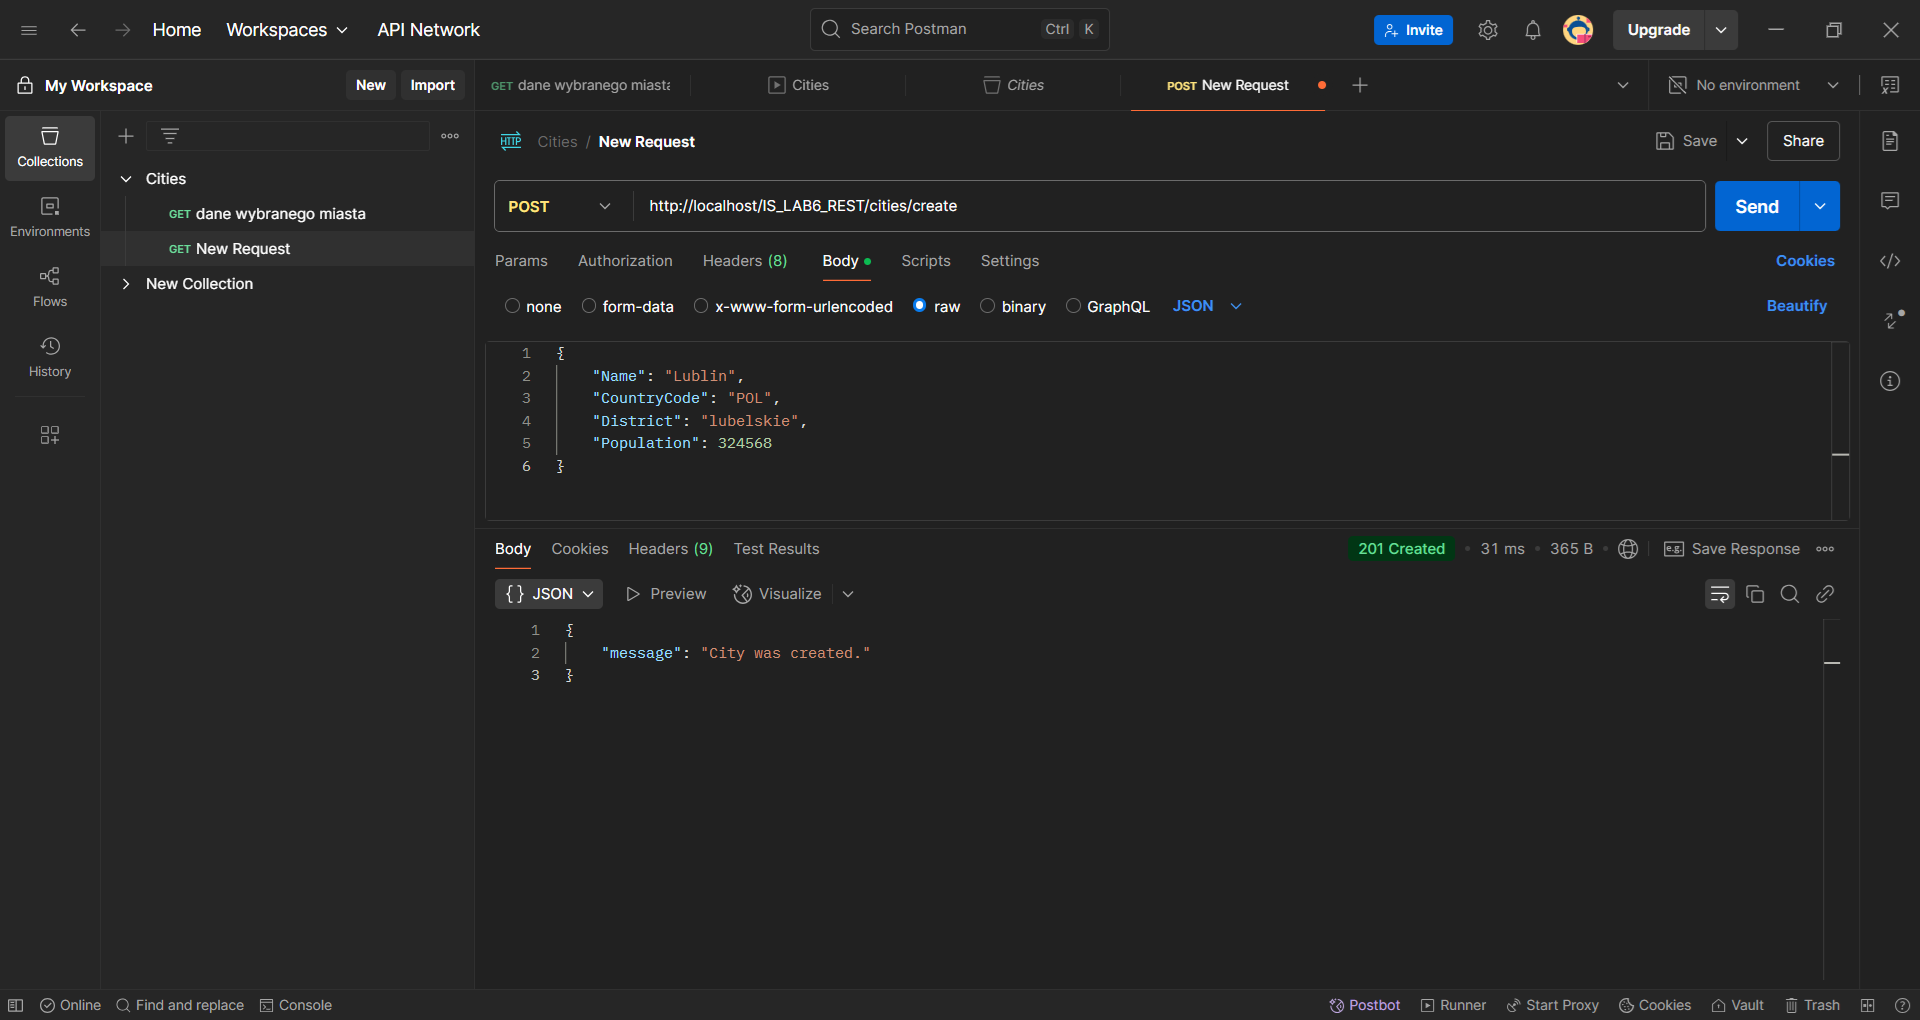 Home Workspaces API Network Search Postman Ctrl K Invite Upgrade
My Workspace New Import GET dane wybranego miasta Cities Cities POST New Request No environment
Collections
Environments
Flows
History
Cities
GET dane wybranego miasta
GET New Request
New Collection
HTTP Cities / New Request Save Share
POST http://localhost/IS_LAB6_REST/cities/create Send
Params Authorization Headers (8) Body Scripts Settings Cookies
none form-data x-www-form-urlencoded raw binary GraphQL JSON Beautify
1 {
2 "Name": "Lublin",
3 "CountryCode": "POL",
4 "District": "lubelskie",
5 "Population": 324568
6 }
Body Cookies Headers (9) Test Results 201 Created • 31 ms • 365 B • e.g. Save Response
{} JSON Preview Visualize
1 {
2 "message": "City was created."
3 }
Online Find and replace Console Postbot Runner Start Proxy Cookies Vault Trash